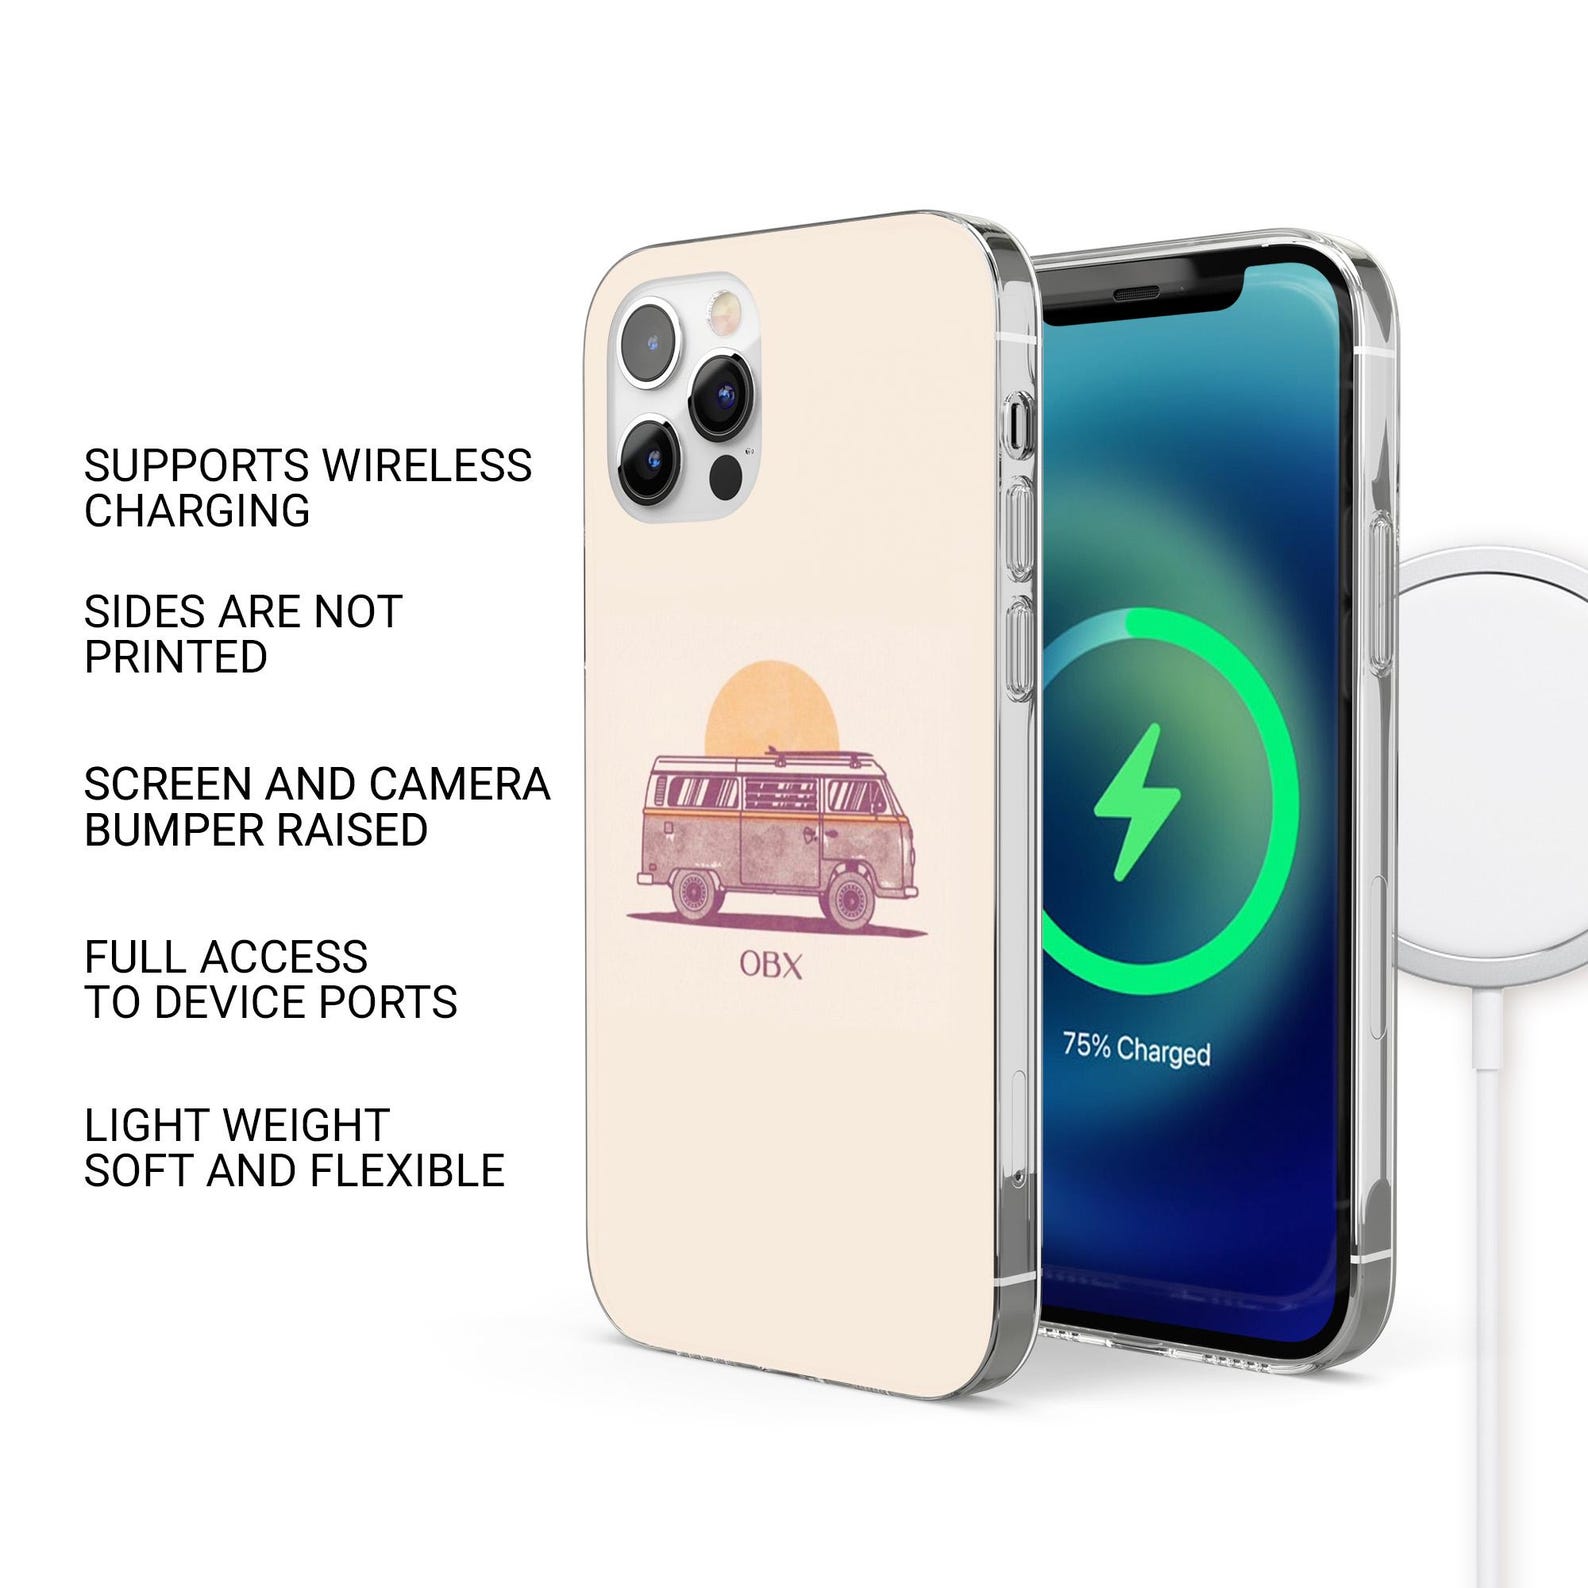 SUPPORTS WIRELESS
CHARGING
SIDES ARE NOT
PRINTED
SCREEN AND CAMERA
BUMPER RAISED
FULL ACCESS
TO DEVICE PORTS
LIGHT WEIGHT
SOFT AND FLEXIBLE
OBX
75% Charged